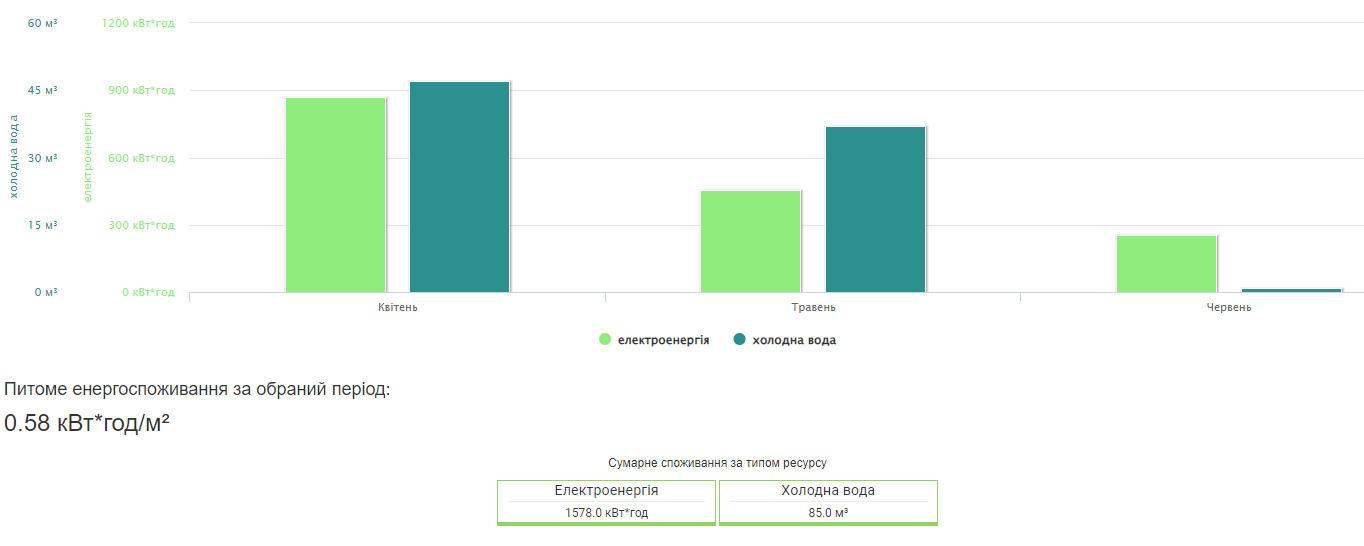 60 м³
1200 кВт*год
45 м³
900 кВт*год
30 м³
600 кВт*год
15 м³
300 кВт*год
0 м³
0 кВт*год
холодна вода
електроенергія
Квітень
Травень
Червень
електроенергія
холодна вода
Питоме енергоспоживання за обраний період:
0.58 кВт*год/м²
Сумарне споживання за типом ресурсу
Електроенергія
Холодна вода
1578.0 кВт*год
85.0 м³